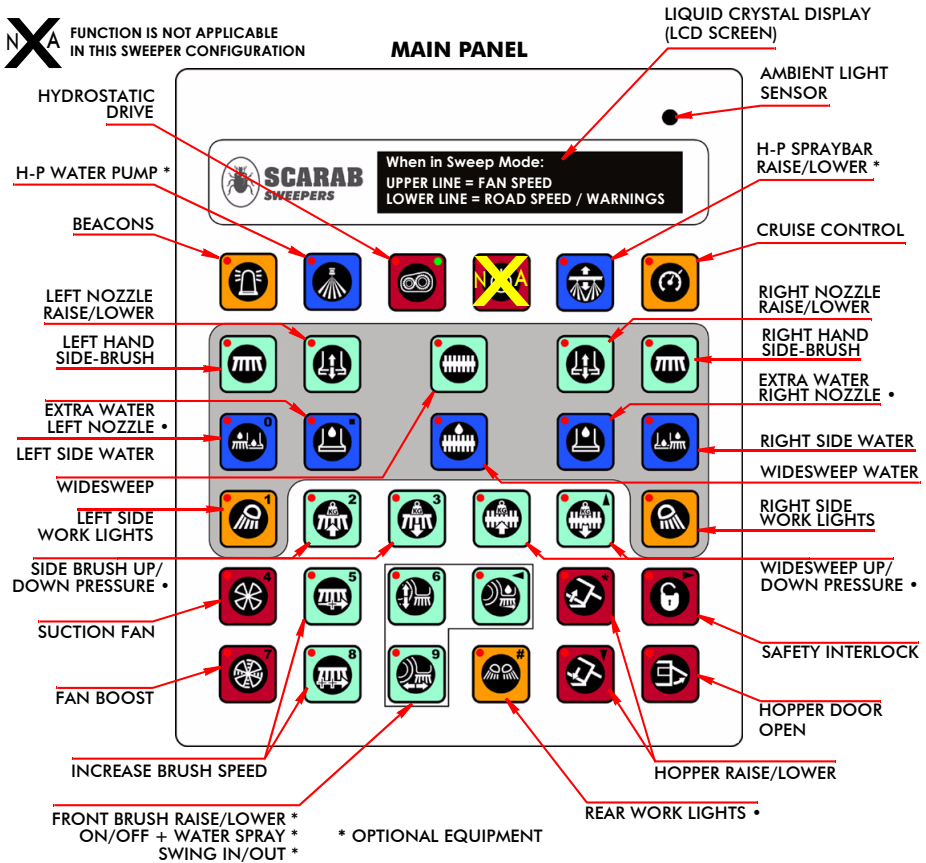 N A FUNCTION IS NOT APPLICABLE
IN THIS SWEEPER CONFIGURATION
MAIN PANEL
LIQUID CRYSTAL DISPLAY
(LCD SCREEN)
AMBIENT LIGHT
SENSOR
HYDROSTATIC
DRIVE
H-P WATER PUMP *
H-P SPRAYBAR
RAISE/LOWER *
SCARAB
SWEEPERS
When in Sweep Mode:
UPPER LINE = FAN SPEED
LOWER LINE = ROAD SPEED / WARNINGS
BEACONS
CRUISE CONTROL
N A
LEFT NOZZLE
RAISE/LOWER
RIGHT NOZZLE
RAISE/LOWER
LEFT HAND
SIDE-BRUSH
RIGHT HAND
SIDE-BRUSH
EXTRA WATER
LEFT NOZZLE •
EXTRA WATER
RIGHT NOZZLE •
0
LEFT SIDE WATER
RIGHT SIDE WATER
WIDESWEEP
WIDESWEEP WATER
LEFT SIDE
WORK LIGHTS
RIGHT SIDE
WORK LIGHTS
1
KG 2
KG 3
KG
KG
SIDE BRUSH UP/
DOWN PRESSURE •
WIDESWEEP UP/
DOWN PRESSURE •
4
5
6
*
SUCTION FAN
SAFETY INTERLOCK
7
8
9
#
FAN BOOST
HOPPER DOOR
OPEN
INCREASE BRUSH SPEED
HOPPER RAISE/LOWER
FRONT BRUSH RAISE/LOWER *
ON/OFF + WATER SPRAY *
SWING IN/OUT *
* OPTIONAL EQUIPMENT
REAR WORK LIGHTS •